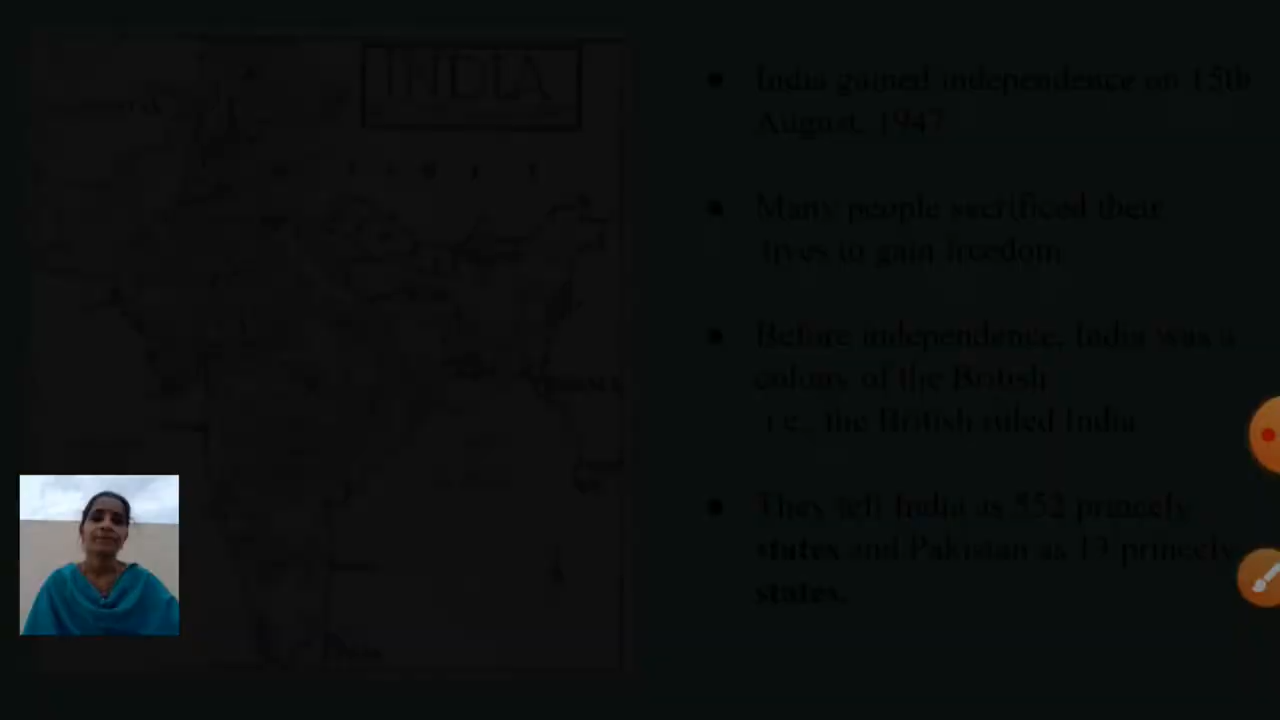 INDIA
India gained independence on 15th
August, 1947
Many people sacrificed their
lives to gain freedom
Before independence, India was a
colony of the British
i.e., the British ruled India
They left India as 552 princely
states and Pakistan as 13 princely
states.